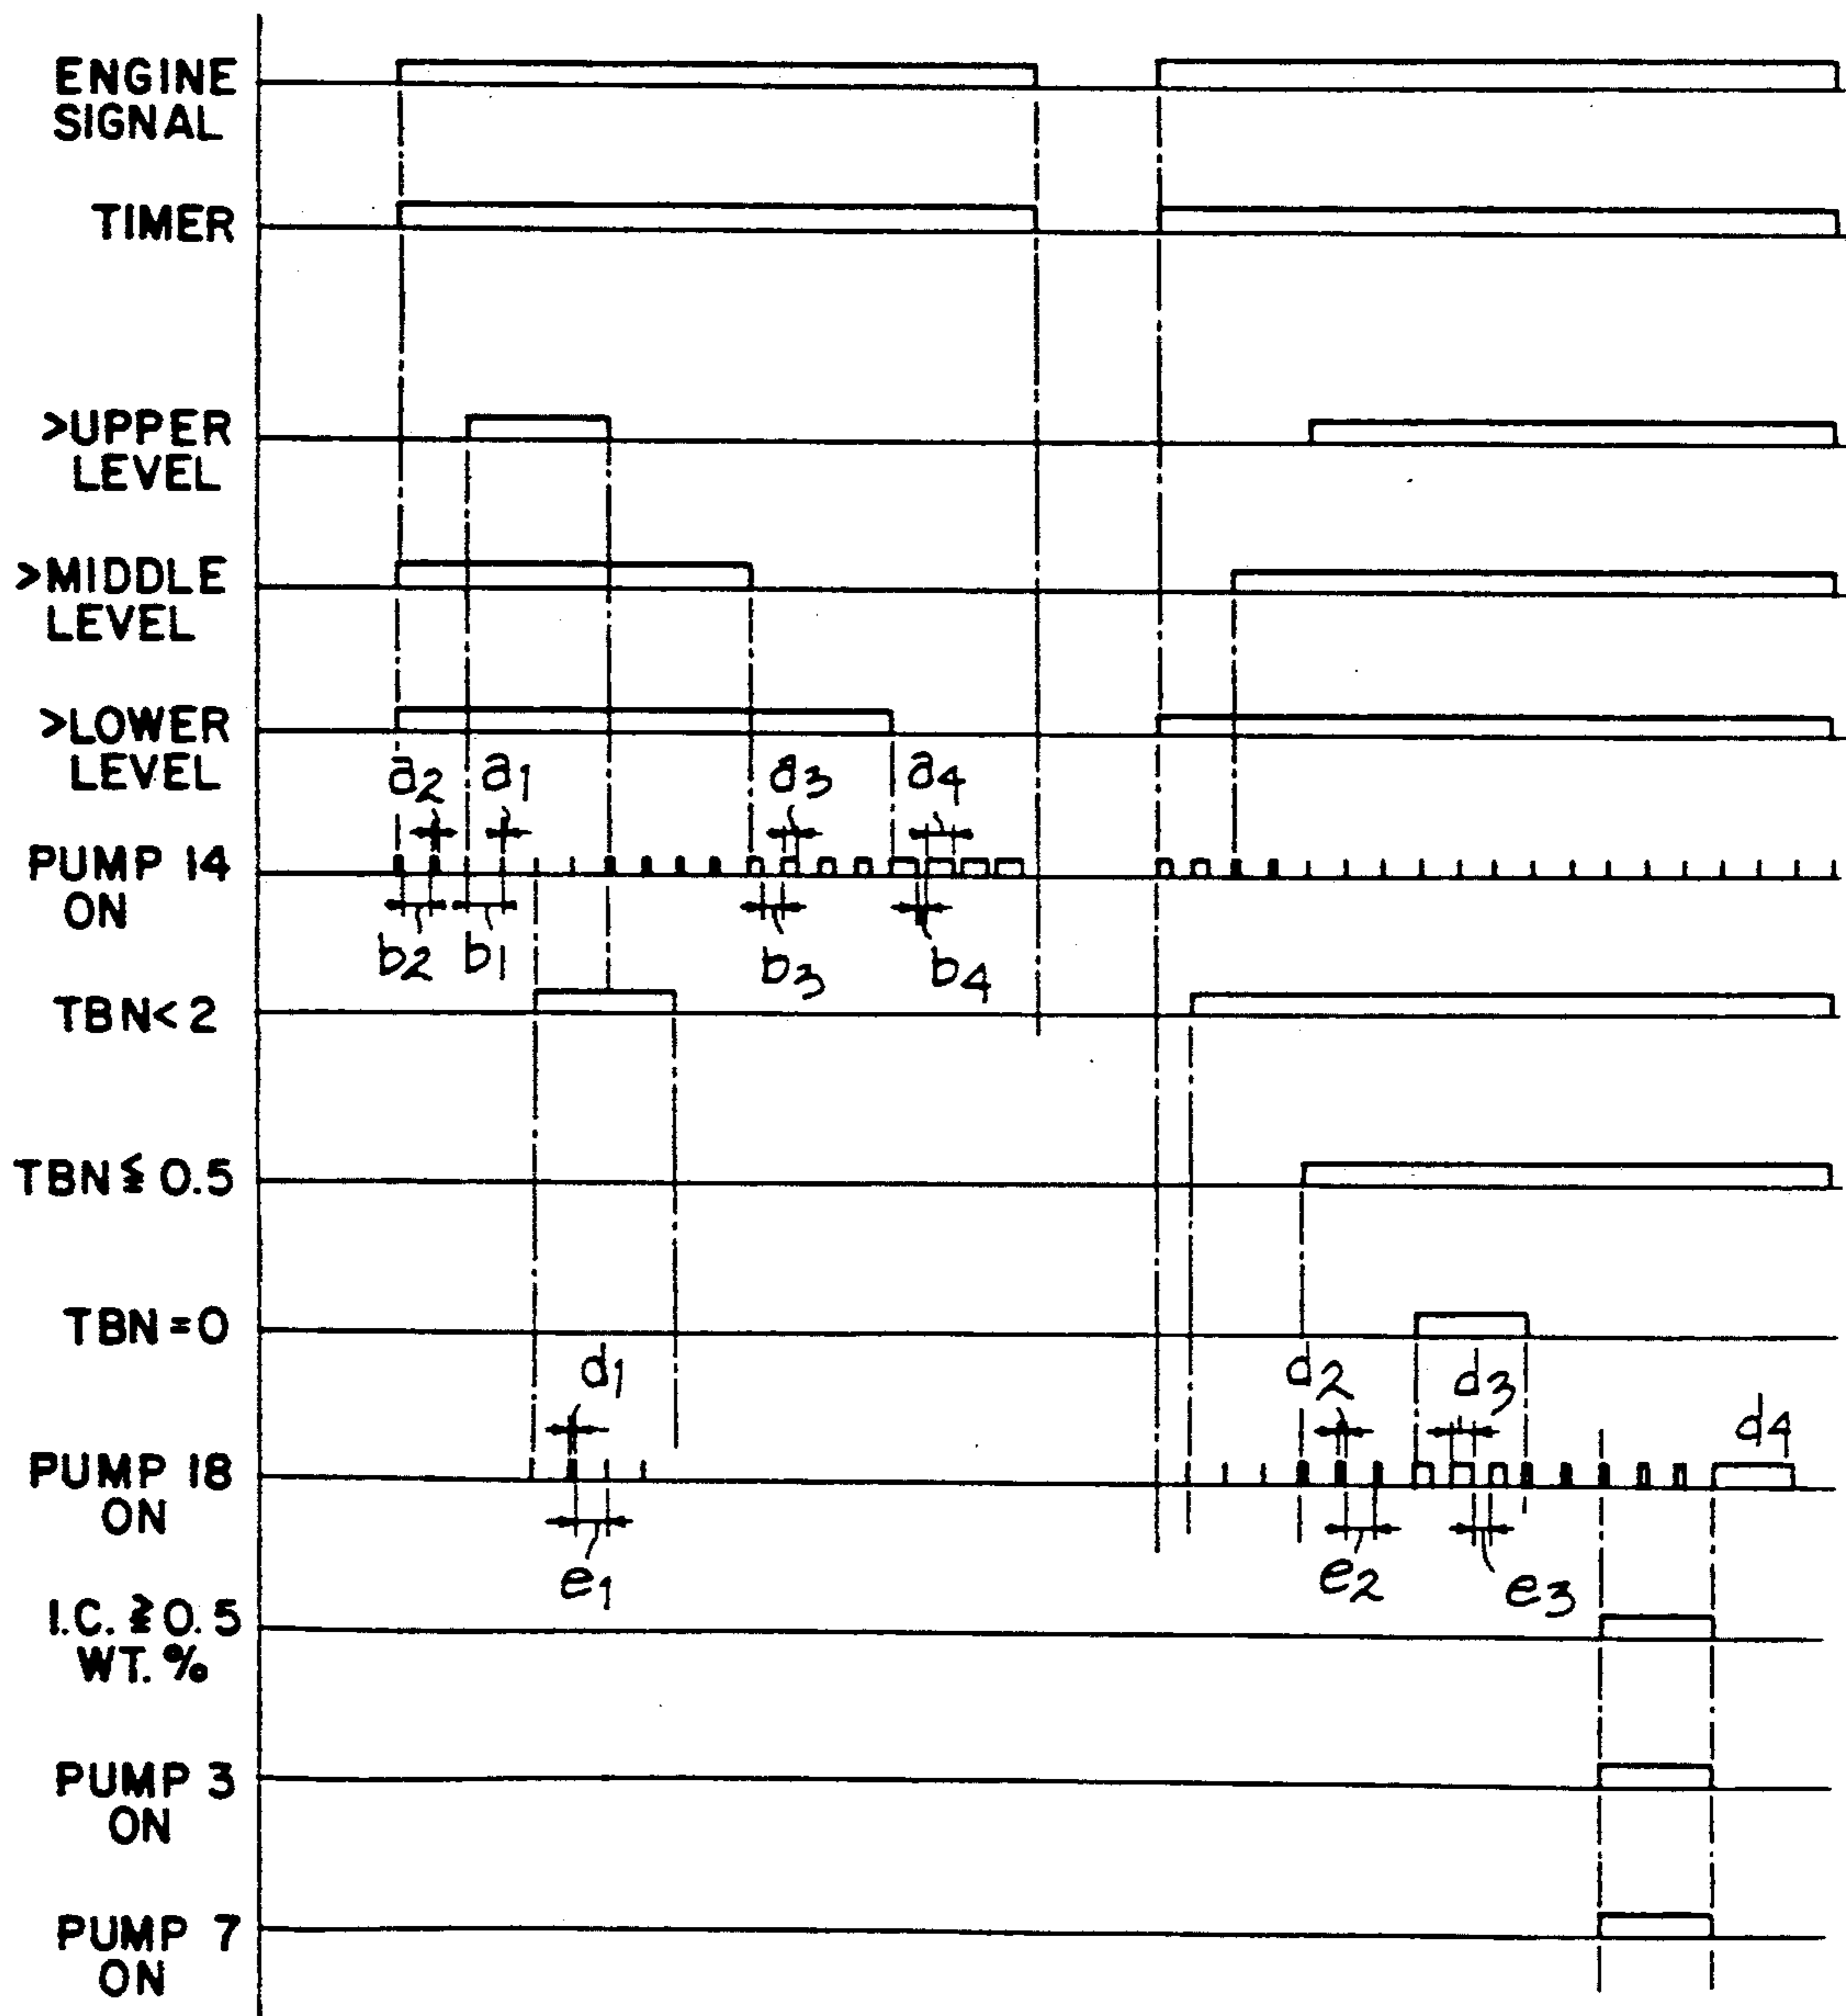 ENGINE
SIGNAL
TIMER
>UPPER
LEVEL
>MIDDLE
LEVEL
>LOWER
LEVEL
a2 a1 a3 a4
PUMP 14
ON
b2 b1 b3 b4
TBN<2
TBN≦0.5
TBN=0
d1 d2 d3 d4
PUMP 18
ON
e1 e2 e3
I.C.≧0.5
WT.%
PUMP 3
ON
PUMP 7
ON